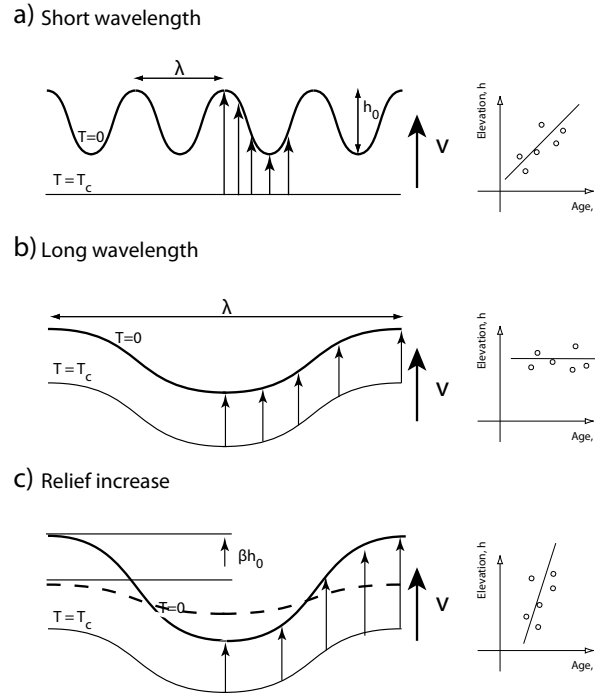 a) Short wavelength
λ
h0
T=0
T = Tc
v
Elevation, h
Age,
b) Long wavelength
λ
T=0
T = Tc
v
Elevation, h
Age,
c) Relief increase
βh0
T=0
T = Tc
v
Elevation, h
Age,